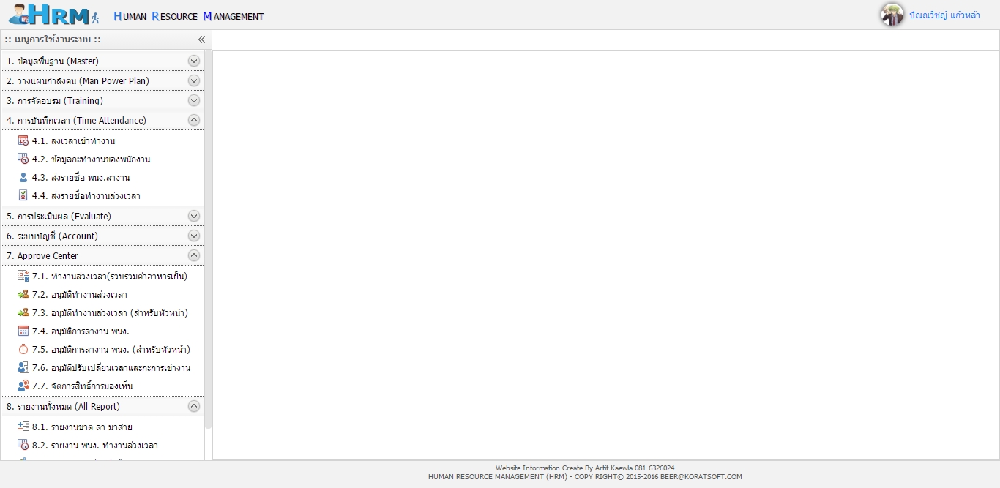 HRM HUMAN RESOURCE MANAGEMENT
ปัณณวิชญ์ แก้วหล้า
:: เมนูการใช้งานระบบ ::
1. ข้อมูลพื้นฐาน (Master)
2. วางแผนกำลังคน (Man Power Plan)
3. การจัดอบรม (Training)
4. การบันทึกเวลา (Time Attendance)
4.1. ลงเวลาเข้าทำงาน
4.2. ข้อมูลกะทำงานของพนักงาน
4.3. ส่งรายชื่อ พนง.ลางาน
4.4. ส่งรายชื่อทำงานล่วงเวลา
5. การประเมินผล (Evaluate)
6. ระบบบัญชี (Account)
7. Approve Center
7.1. ทำงานล่วงเวลา(รวบรวมค่าอาหารเย็น)
7.2. อนุมัติทำงานล่วงเวลา
7.3. อนุมัติทำงานล่วงเวลา (สำหรับหัวหน้า)
7.4. อนุมัติการลางาน พนง.
7.5. อนุมัติการลางาน พนง. (สำหรับหัวหน้า)
7.6. อนุมัติปรับเปลี่ยนเวลาและกะการเข้างาน
7.7. จัดการสิทธิ์การมองเห็น
8. รายงานทั้งหมด (All Report)
8.1. รายงานขาด ลา มาสาย
8.2. รายงาน พนง. ทำงานล่วงเวลา
Website Information Create By Artit Kaewla 081-6326024
HUMAN RESOURCE MANAGEMENT (HRM) - COPY RIGHT© 2015-2016 BEER@KORATSOFT.COM